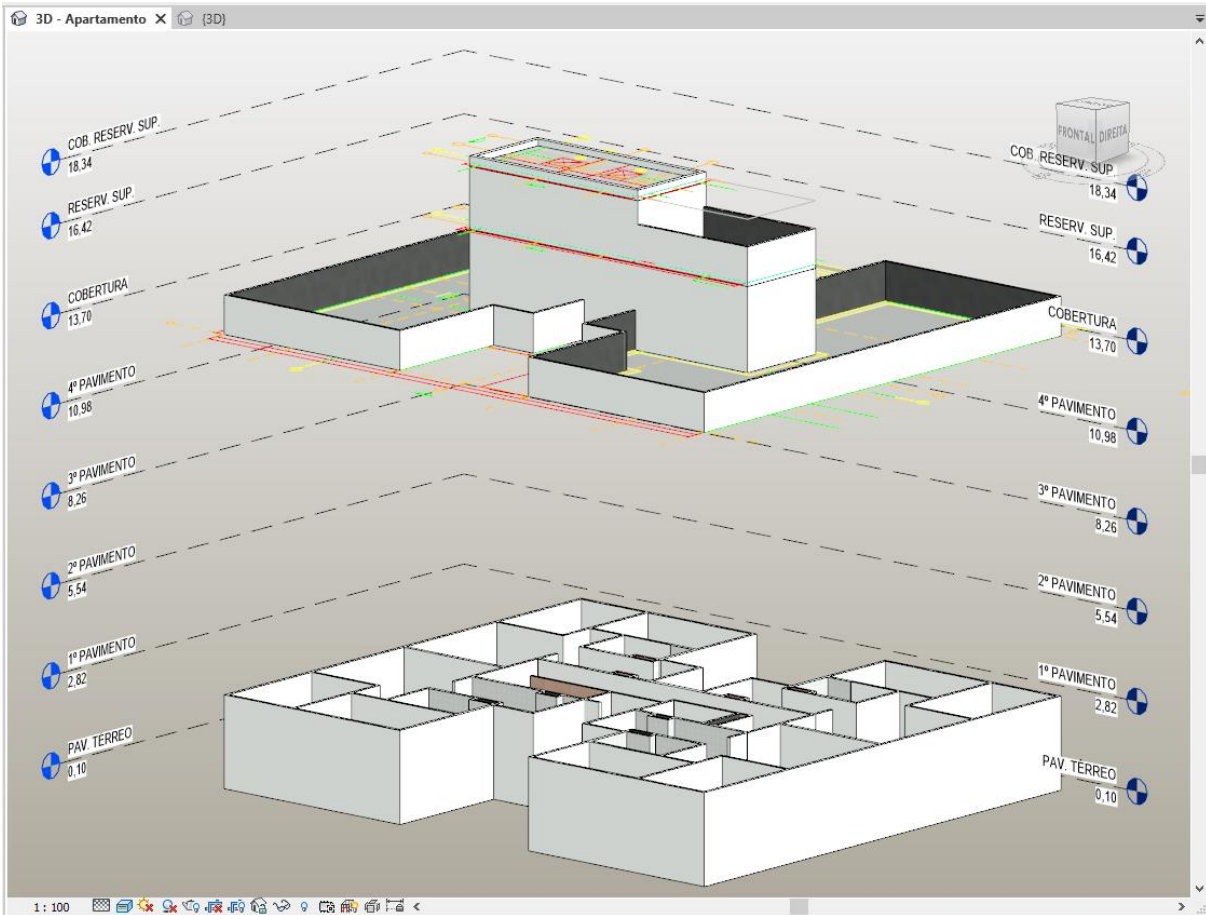 3D - Apartamento
{3D}
COB. RESERV. SUP.
18,34
RESERV. SUP.
16,42
COBERTURA
13,70
4º PAVIMENTO
10,98
3º PAVIMENTO
8,26
2º PAVIMENTO
5,54
1º PAVIMENTO
2,82
PAV. TÉRREO
0,10
FRONTAL
DIREITA
COB. RESERV. SUP.
18,34
RESERV. SUP.
16,42
COBERTURA
13,70
4º PAVIMENTO
10,98
3º PAVIMENTO
8,26
2º PAVIMENTO
5,54
1º PAVIMENTO
2,82
PAV. TÉRREO
0,10
1 : 100